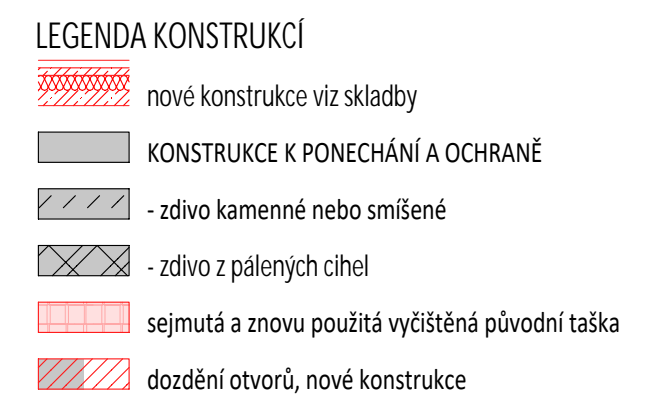 LEGENDA KONSTRUKCÍ
nové konstrukce viz skladby
KONSTRUKCE K PONECHÁNÍ A OCHRANĚ
- zdivo kamenné nebo smíšené
- zdivo z pálených cihel
sejmutá a znovu použitá vyčištěná původní taška
dozdění otvorů, nové konstrukce